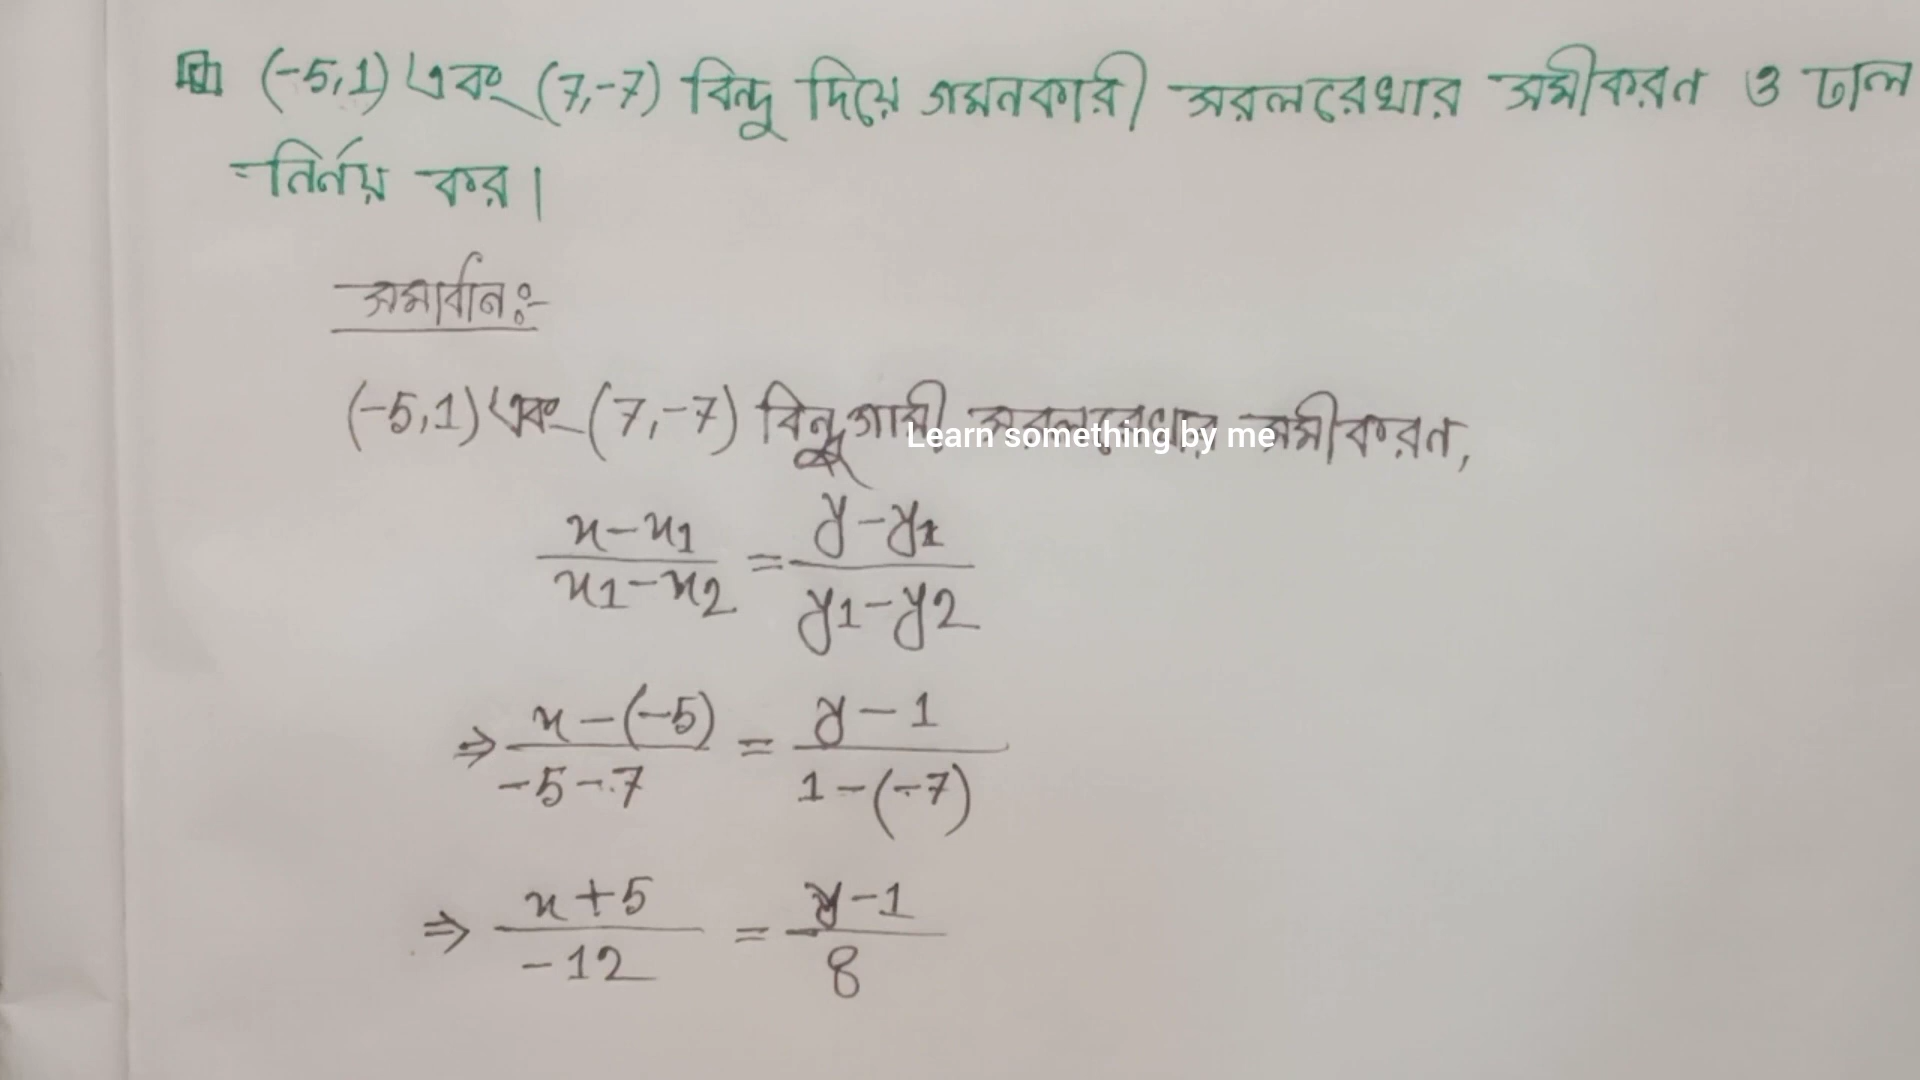 (-5,1) এবং (7,-7) বিন্দু দিয়ে গমনকারী সরলরেখার সমীকরণ ও ঢাল
নির্ণয় কর।
সমাধান:-
(-5,1) এবং (7,-7) বিন্দুগামী সরলরেখার সমীকরণ,
Learn something by me
x-x1 / x1-x2 = y-y1 / y1-y2
⇒ x-(-5) / -5-7 = y-1 / 1-(-7)
⇒ x+5 / -12 = y-1 / 8